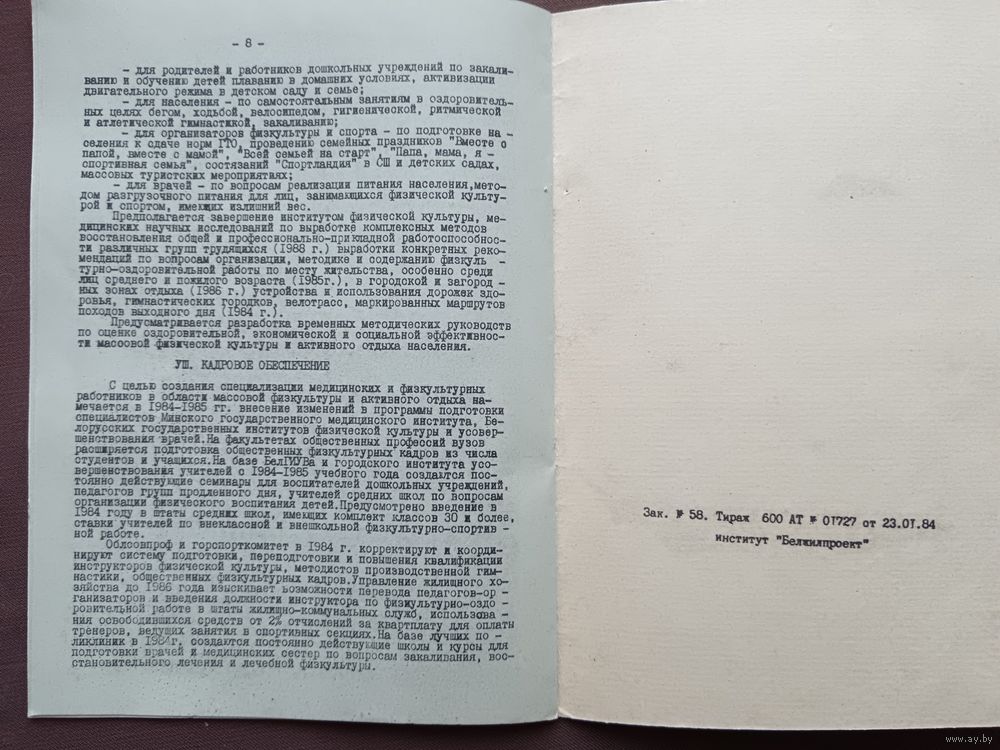 - 8 -
- для родителей и работников дошкольных учреждений по закали-
ванию и обучению детей плаванию в домашних условиях, активизации
двигательного режима в детском саду и семье;
- для населения - по самостоятельным занятиям в оздоровитель-
ных целях бегом, ходьбой, велосипедом, гигиенической, ритмической
и атлетической гимнастикой, закаливанию;
- для организаторов физкультуры и спорта - по подготовке на -
селения к сдаче норм ГТО, проведению семейных праздников "Вместе с
папой, вместе с мамой", "Всей семьей на старт", "Папа, мама, я -
спортивная семья", состязаний "Спортландия" в СШ и детских садах,
массовых туристских мероприятиях;
- для врачей - по вопросам реализации питания населения,мето-
дом разгрузочного питания для лиц, занимающихся физической культу-
рой и спортом, имеющих излишний вес.
Предполагается завершение институтом физической культуры, ме-
дицинских научных исследований по выработке комплексных методов
восстановления общей и профессионально-прикладной работоспособнос-
ти различных групп трудящихся (1988 г.) выработки конкретных реко-
мендаций по вопросам организации, методике и содержанию физкуль -
турно-оздоровительной работы по месту жительства, особенно среди
лиц среднего и пожилого возраста (1985г.), в городской и загород -
ных зонах отдыха (1986 г.) устройства и использования дорожек здо-
ровья, гимнастических городков, велотрасс, маркированных маршрутов
походов выходного дня (1984 г.).
Предусматривается разработка временных методических руководств
по оценке оздоровительной, экономической и социальной эффективнос-
ти массовой физической культуры и активного отдыха населения.
УШ. КАДРОВОЕ ОБЕСПЕЧЕНИЕ
С целью создания специализации медицинских и физкультурных
работников в области массовой физкультуры и активного отдыха на-
мечается в 1984-1985 гг. внесение изменений в программы подготовки
специалистов Минского государственного медицинского института, Бе-
лорусских государственных институтов физической культуры и усовер-
шенствования врачей.На факультетах общественных профессий вузов
расширяется подготовка общественных физкультурных кадров из числа
студентов и учащихся.На базе БелГИУВа и городского института усо-
вершенствования учителей с 1984-1985 учебного года создаются пос-
тоянно действующие семинары для воспитателей дошкольных учреждений,
педагогов групп продленного дня, учителей средних школ по вопросам
организации физического воспитания детей.Предусмотрено введение в
1984 году в штаты средних школ, имеющих комплект классов 30 и более,
ставки учителей по внеклассной и внешкольной физкультурно-спортив -
ной работе.
Облсовпроф и горспорткомитет в 1984 г. корректируют и коорди-
нируют систему подготовки, переподготовки и повышения квалификации
инструкторов физической культуры, методистов производственной гим-
настики, общественных физкультурных кадров.Управление жилищного хо-
зяйства до 1986 года изыскивает возможности перевода педагогов-ор -
ганизаторов и введения должности инструктора по физкультурно-оздо -
ровительной работе в штаты жилищно-коммунальных служб, использова -
ния освободившихся средств от 2% отчислений за квартплату для оплаты
тренеров, ведущих занятия в спортивных секциях.На базе лучших по -
ликлиник в 1984г. создаются постоянно действующие школы и курсы для
подготовки врачей и медицинских сестер по вопросам закаливания, вос-
становительного лечения и лечебной физкультуры.
Зак. № 58. Тираж 600 АТ № 01727 от 23.01.84
институт "Белжилпроект"
www.ay.by